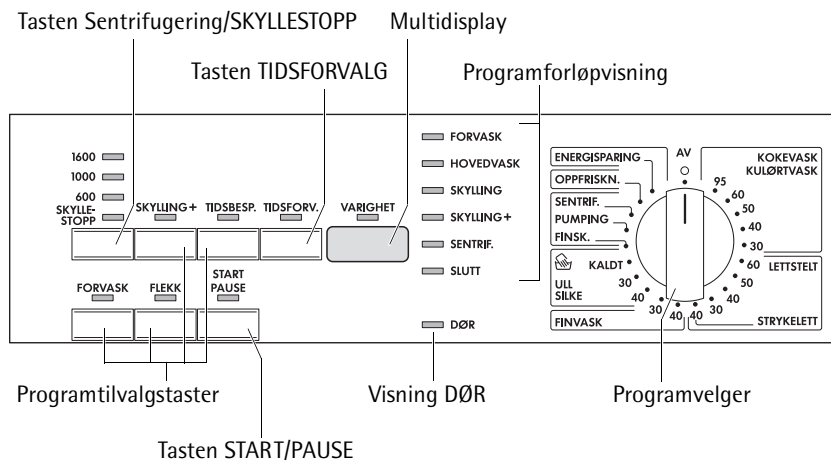 Tasten Sentrifugering/SKYLLESTOPP
Multidisplay
Tasten TIDSFORVALG
Programforløpvisning
1600
1000
600
SKYLLE-
STOPP
SKYLLING+
TIDSBESP.
TIDSFORV.
VARIGHET
FORVASK
FLEKK
START
PAUSE
FORVASK
HOVEDVASK
SKYLLING
SKYLLING+
SENTRIF.
SLUTT
DØR
ENERGISPARING
OPPFRISKN.
SENTRIF.
PUMPING
FINSK.
KALDT
ULL
SILKE
30
40
FINVASK
30
40
AV
KOKEVASK
KULØRTVASK
95
60
50
40
30
60
50
40
30
40
LETTSTELT
STRYKELETT
Programtilvalgstaster
Visning DØR
Programvelger
Tasten START/PAUSE